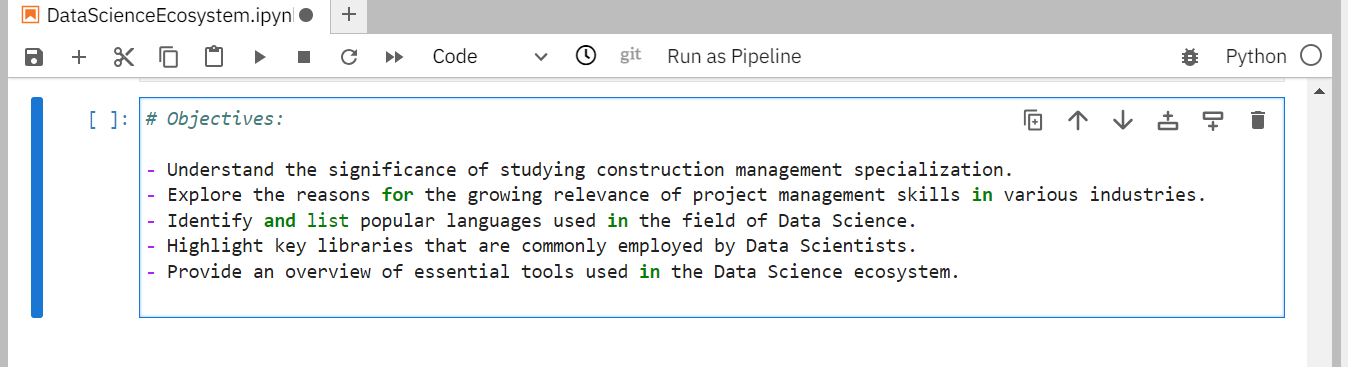 DataScienceEcosystem.ipynb
Code git Run as Pipeline Python
[ ]: # Objectives:
- Understand the significance of studying construction management specialization.
- Explore the reasons for the growing relevance of project management skills in various industries.
- Identify and list popular languages used in the field of Data Science.
- Highlight key libraries that are commonly employed by Data Scientists.
- Provide an overview of essential tools used in the Data Science ecosystem.